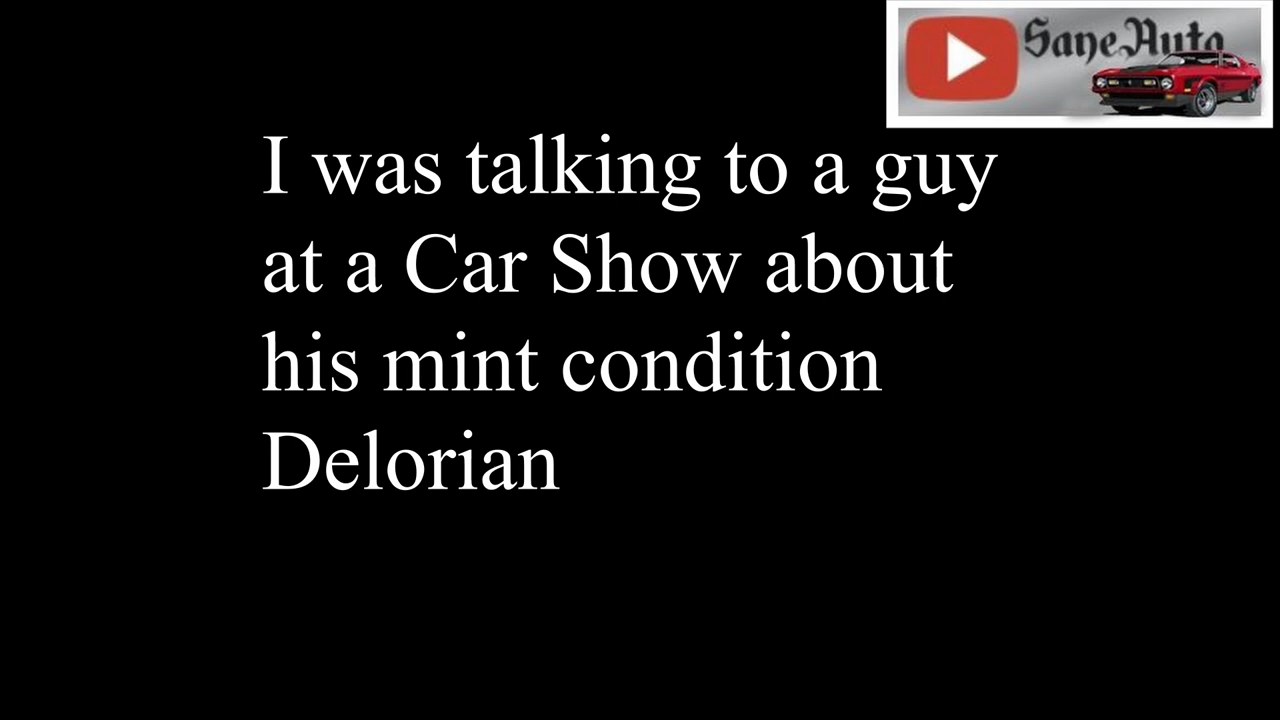 SaneAuto
I was talking to a guy
at a Car Show about
his mint condition
Delorian